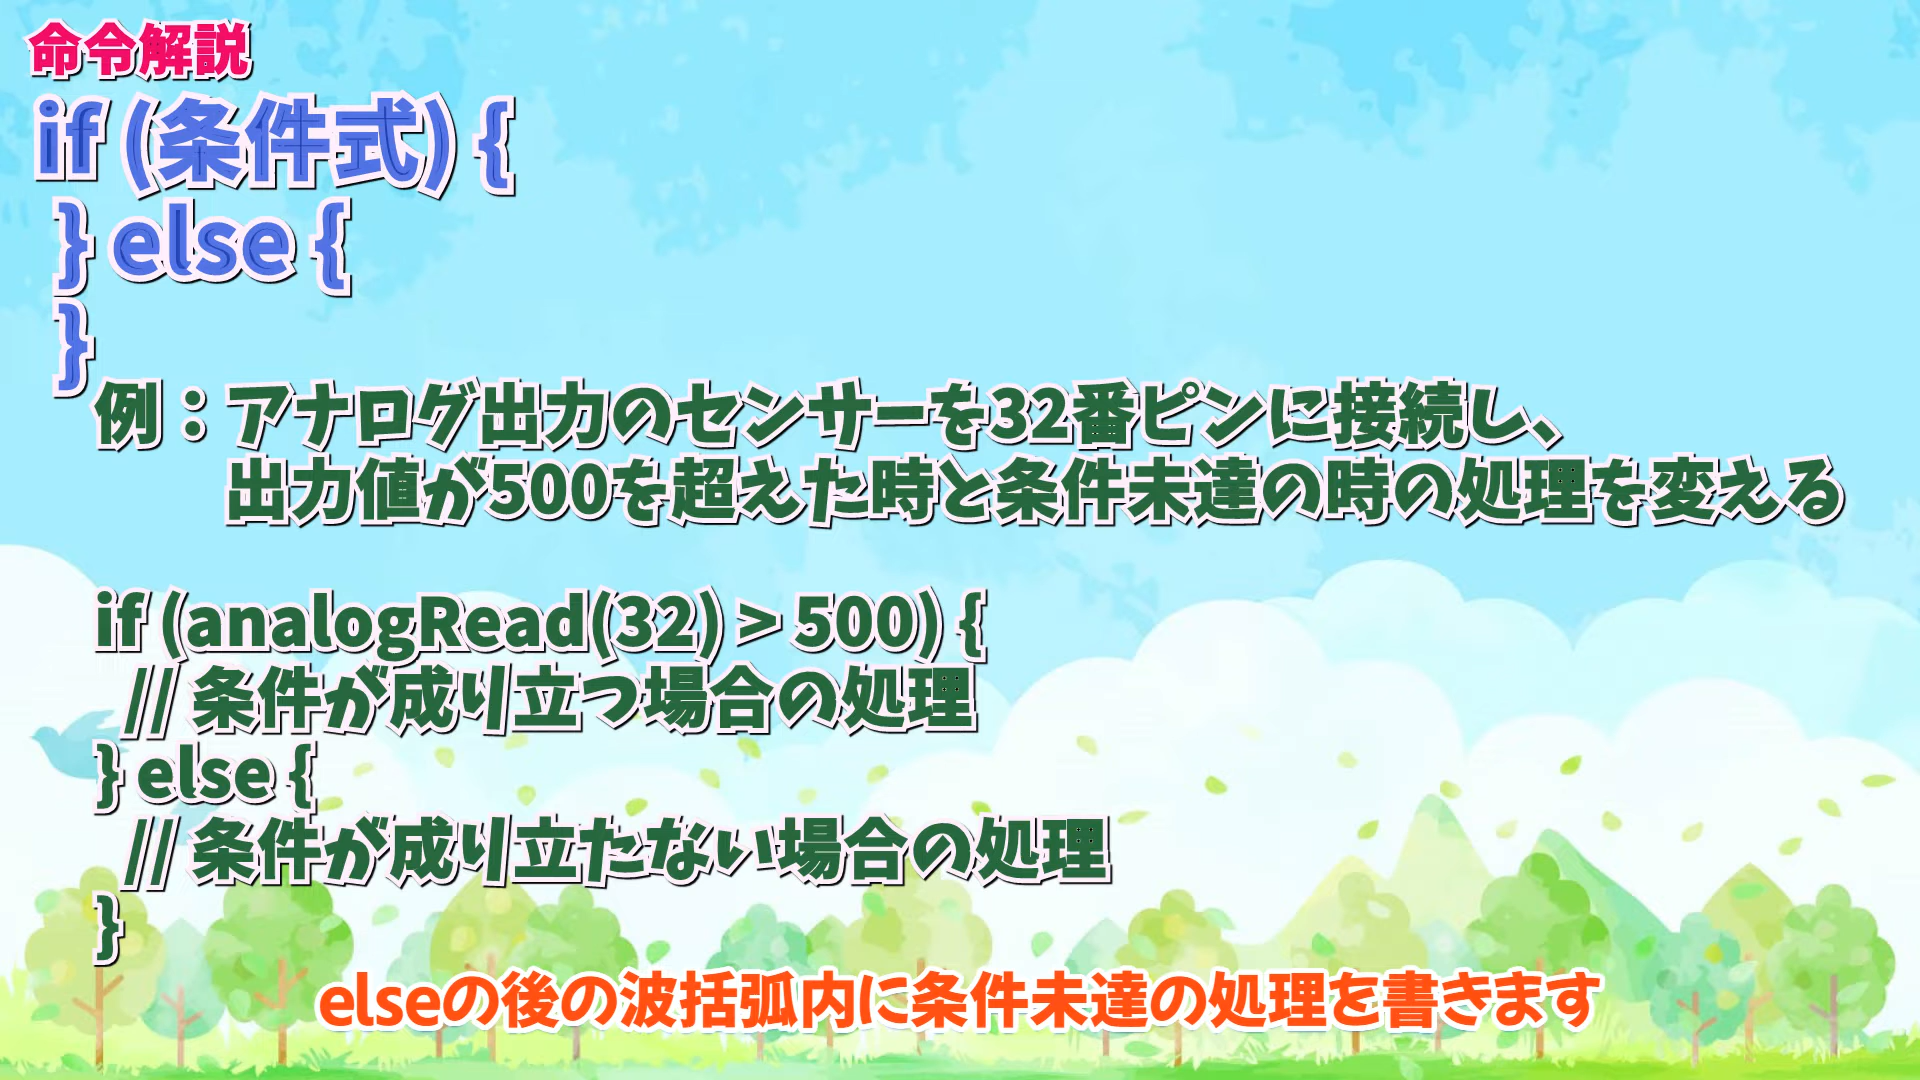 命令解説
if (条件式) {
} else {
}
例：アナログ出力のセンサーを32番ピンに接続し、
出力値が500を超えた時と条件未達の時の処理を変える
if (analogRead(32) > 500) {
// 条件が成り立つ場合の処理
} else {
// 条件が成り立たない場合の処理
}
elseの後の波括弧内に条件未達の処理を書きます